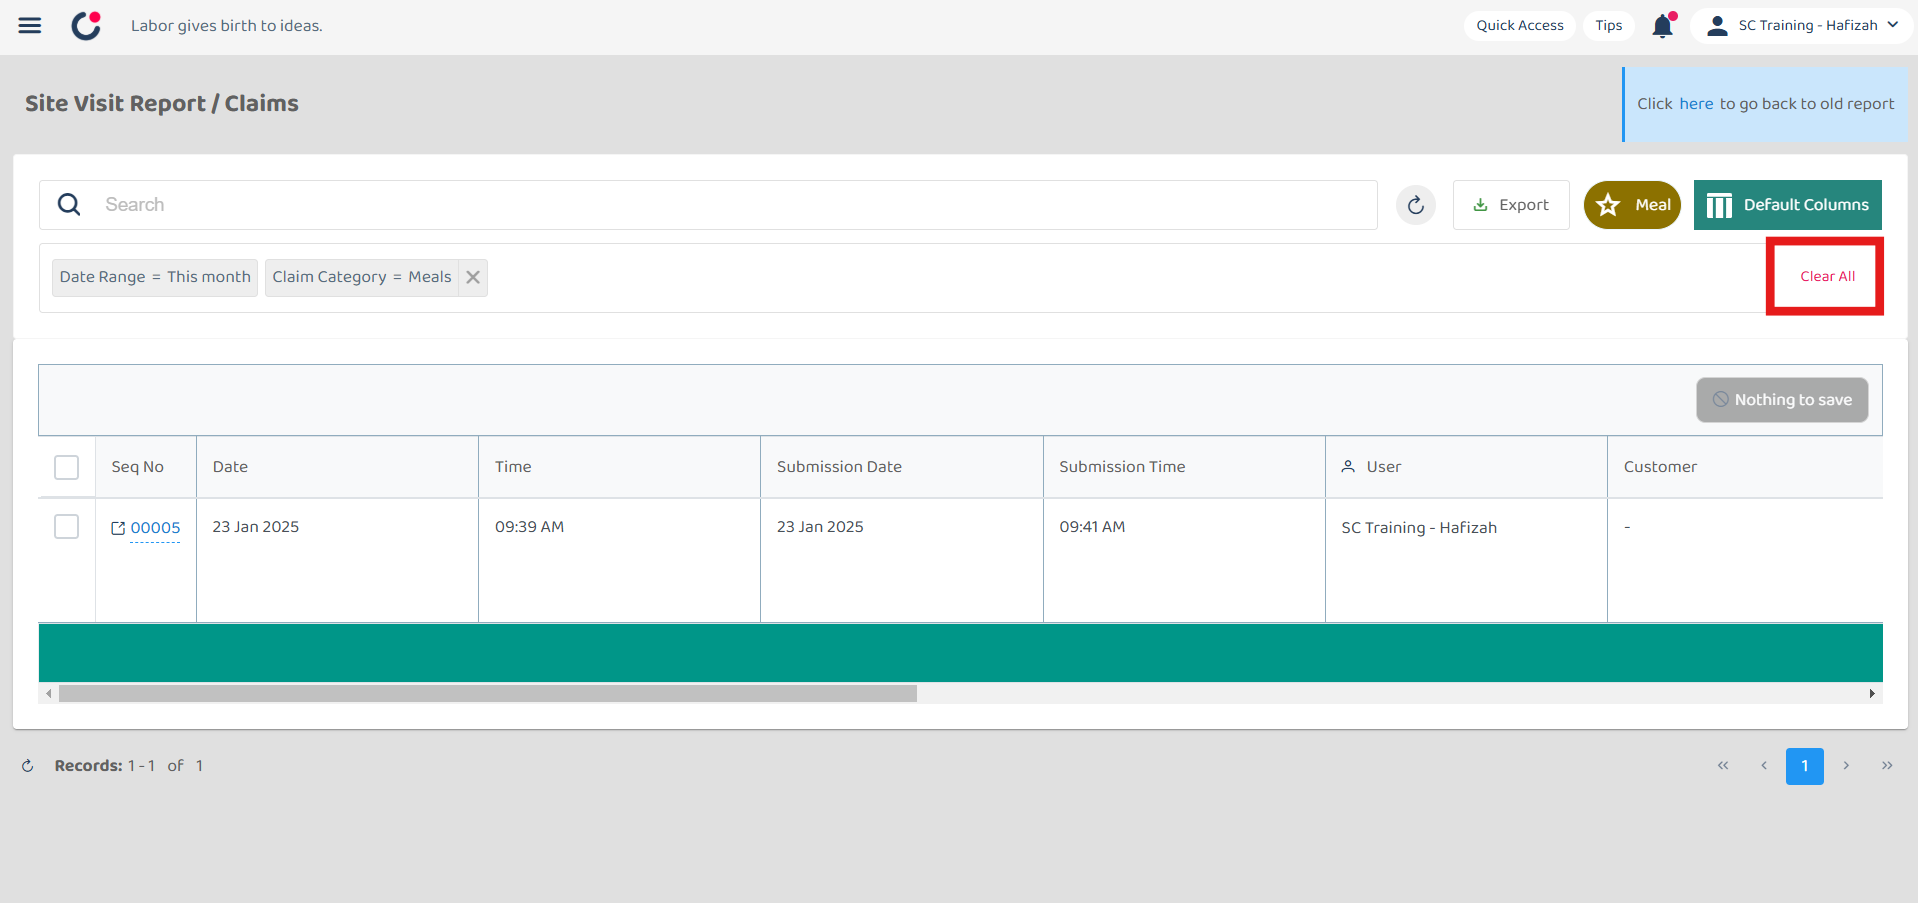 Labor gives birth to ideas.
Quick Access
Tips
SC Training - Hafizah
Site Visit Report / Claims
Click here to go back to old report
Search
Export
Meal
Default Columns
Date Range = This month
Claim Category = Meals
Clear All
Nothing to save
Seq No Date Time Submission Date Submission Time User Customer
00005 23 Jan 2025 09:39 AM 23 Jan 2025 09:41 AM SC Training - Hafizah -
Records: 1 - 1 of 1
« ‹ 1 › »